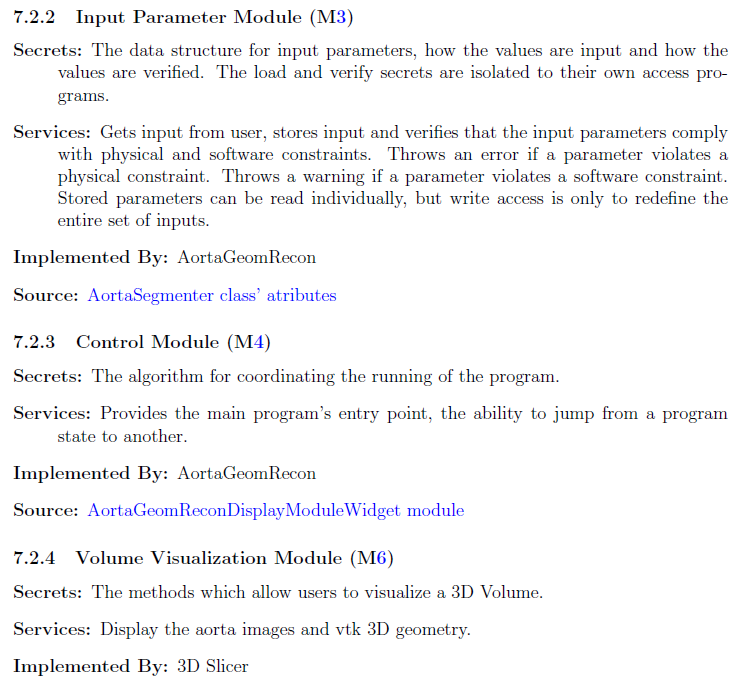 7.2.2 Input Parameter Module (M3)
Secrets: The data structure for input parameters, how the values are input and how the
values are verified. The load and verify secrets are isolated to their own access pro-
grams.
Services: Gets input from user, stores input and verifies that the input parameters comply
with physical and software constraints. Throws an error if a parameter violates a
physical constraint. Throws a warning if a parameter violates a software constraint.
Stored parameters can be read individually, but write access is only to redefine the
entire set of inputs.
Implemented By: AortaGeomRecon
Source: AortaSegmenter class' atributes
7.2.3 Control Module (M4)
Secrets: The algorithm for coordinating the running of the program.
Services: Provides the main program's entry point, the ability to jump from a program
state to another.
Implemented By: AortaGeomRecon
Source: AortaGeomReconDisplayModuleWidget module
7.2.4 Volume Visualization Module (M6)
Secrets: The methods which allow users to visualize a 3D Volume.
Services: Display the aorta images and vtk 3D geometry.
Implemented By: 3D Slicer